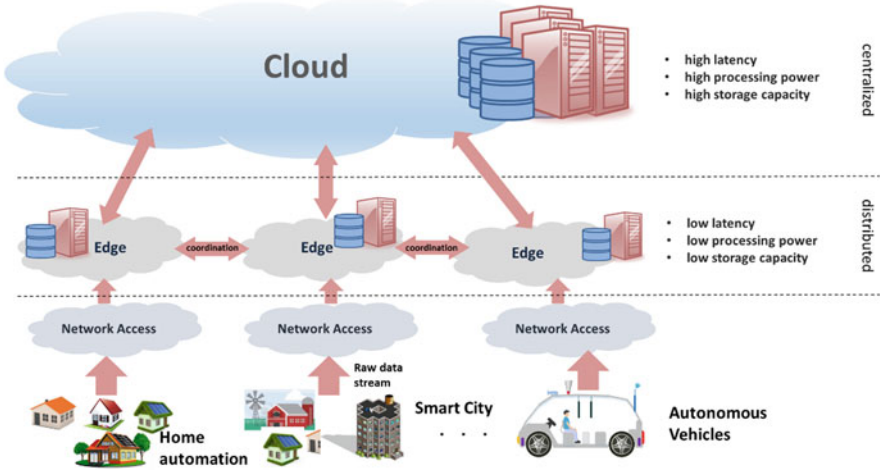 Cloud
• high latency
• high processing power
• high storage capacity
centralized
Edge
coordination
Edge
coordination
Edge
• low latency
• low processing power
• low storage capacity
distributed
Network Access
Network Access
Network Access
Raw data
stream
Home
automation
Smart City
. . .
Autonomous
Vehicles